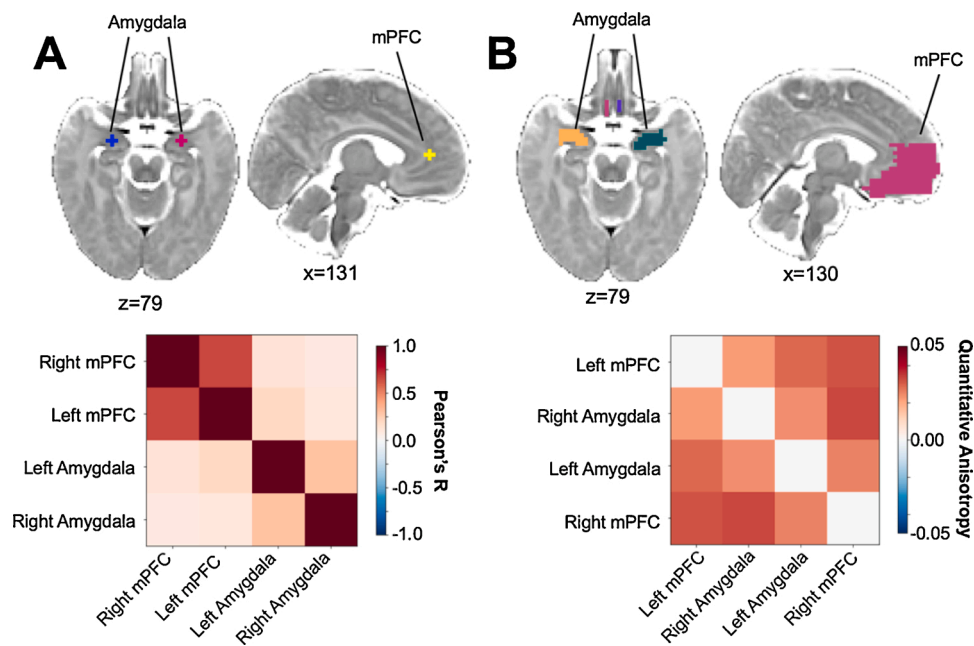 A
Amygdala
mPFC
z=79
x=131
Right mPFC
Left mPFC
Left Amygdala
Right Amygdala
Right mPFC
Left mPFC
Left Amygdala
Right Amygdala
1.0
0.5
0.0
-0.5
-1.0
Pearson's R
B
Amygdala
mPFC
z=79
x=130
Left mPFC
Right Amygdala
Left Amygdala
Right mPFC
Left mPFC
Right Amygdala
Left Amygdala
Right mPFC
0.05
0.00
-0.05
Quantitative Anisotropy